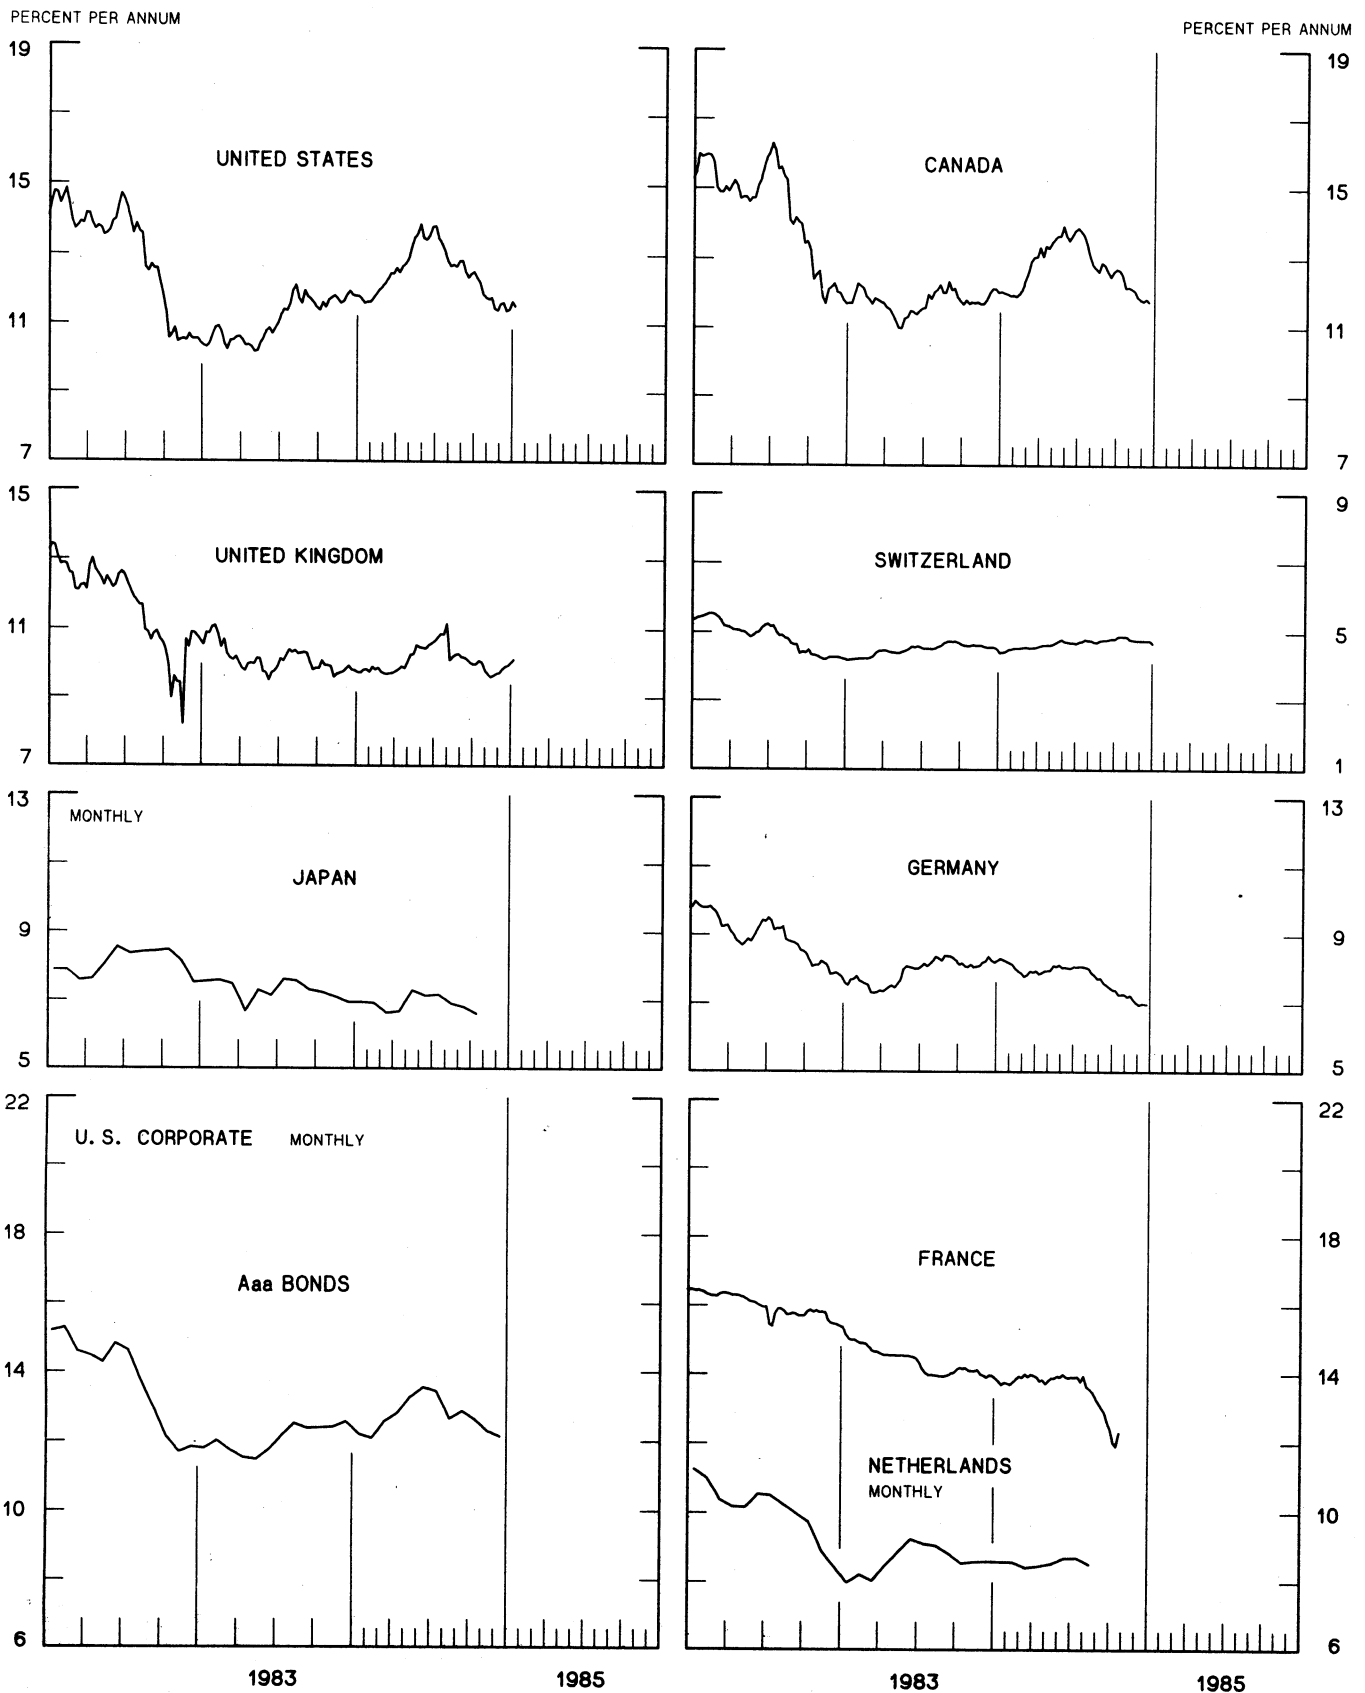 PERCENT PER ANNUM
PERCENT PER ANNUM
19
15
11
7
UNITED STATES
CANADA
19
15
11
7
15
11
7
UNITED KINGDOM
SWITZERLAND
9
5
1
13
9
5
MONTHLY
JAPAN
GERMANY
13
9
5
22
18
14
10
6
U.S. CORPORATE MONTHLY
Aaa BONDS
FRANCE
NETHERLANDS
MONTHLY
22
18
14
10
6
1983
1985
1983
1985